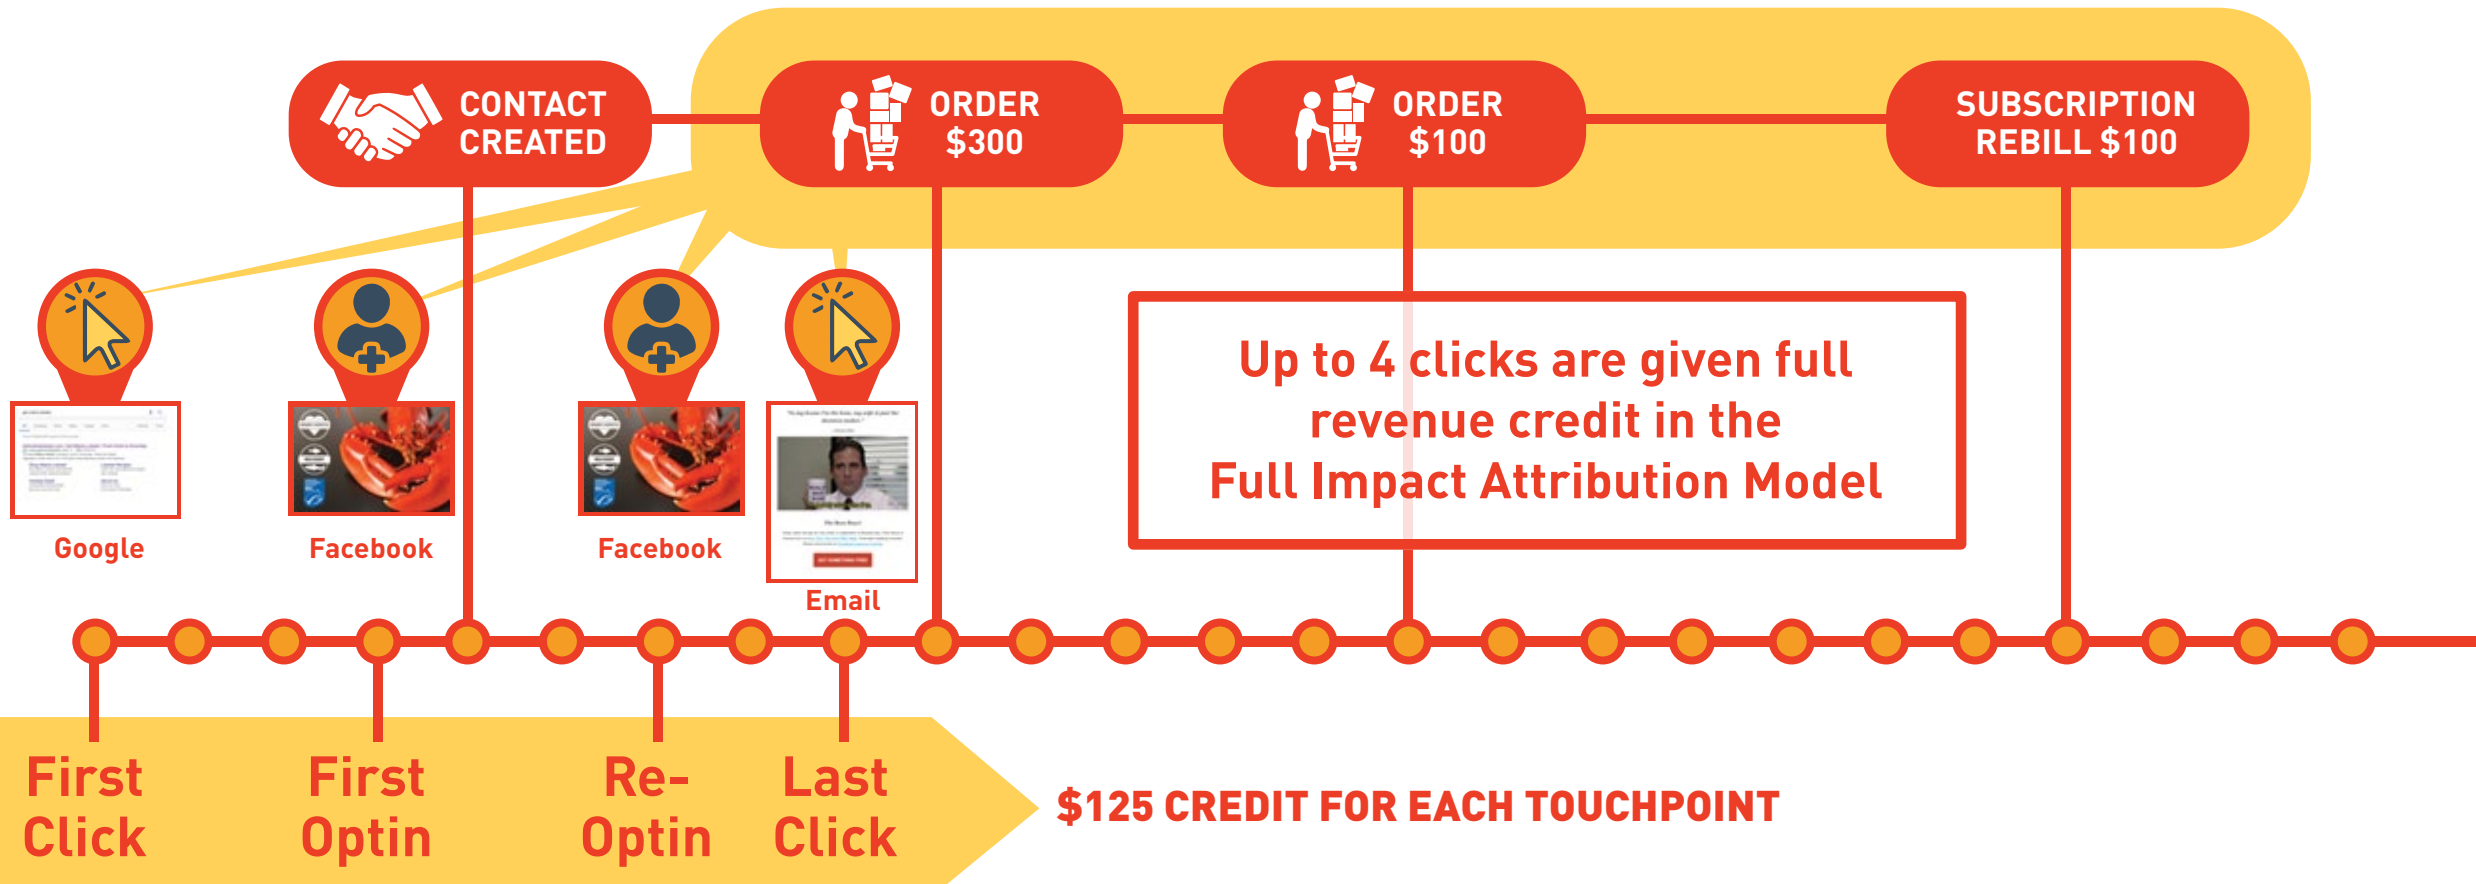 CONTACT
CREATED
ORDER
$300
ORDER
$100
SUBSCRIPTION
REBILL $100
Up to 4 clicks are given full
revenue credit in the
Full Impact Attribution Model
Google
Facebook
Facebook
Email
First
Click
First
Optin
Re-
Optin
Last
Click
$125 CREDIT FOR EACH TOUCHPOINT